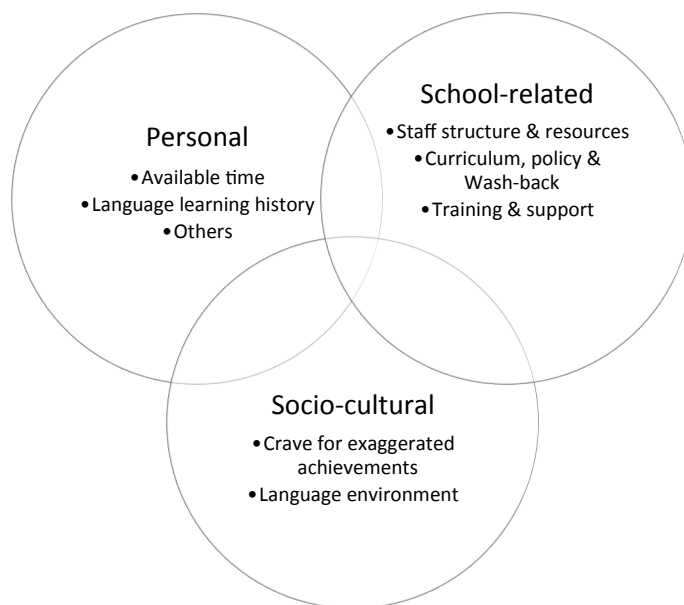 Personal
•Available time
•Language learning history
•Others
School-related
•Staff structure & resources
•Curriculum, policy &
Wash-back
•Training & support
Socio-cultural
•Crave for exaggerated
achievements
•Language environment